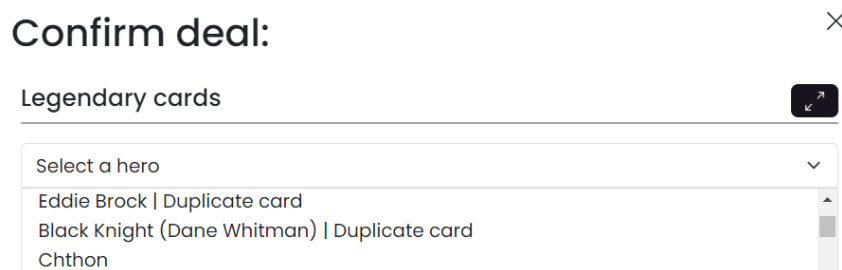 Confirm deal:
Legendary cards
Select a hero
Eddie Brock | Duplicate card
Black Knight (Dane Whitman) | Duplicate card
Chthon